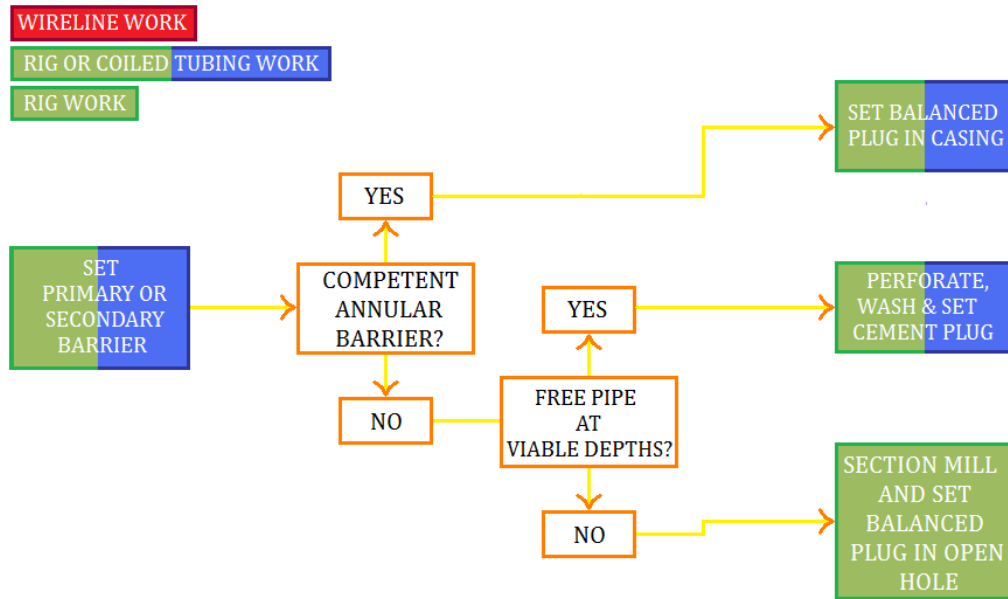 WIRELINE WORK
RIG OR COILED TUBING WORK
RIG WORK
SET BALANCED
PLUG IN CASING
YES
SET
PRIMARY OR
SECONDARY
BARRIER
COMPETENT
ANNULAR
BARRIER?
YES
PERFORATE,
WASH & SET
CEMENT PLUG
NO
FREE PIPE
AT
VIABLE DEPTHS?
NO
SECTION MILL
AND SET
BALANCED
PLUG IN OPEN
HOLE